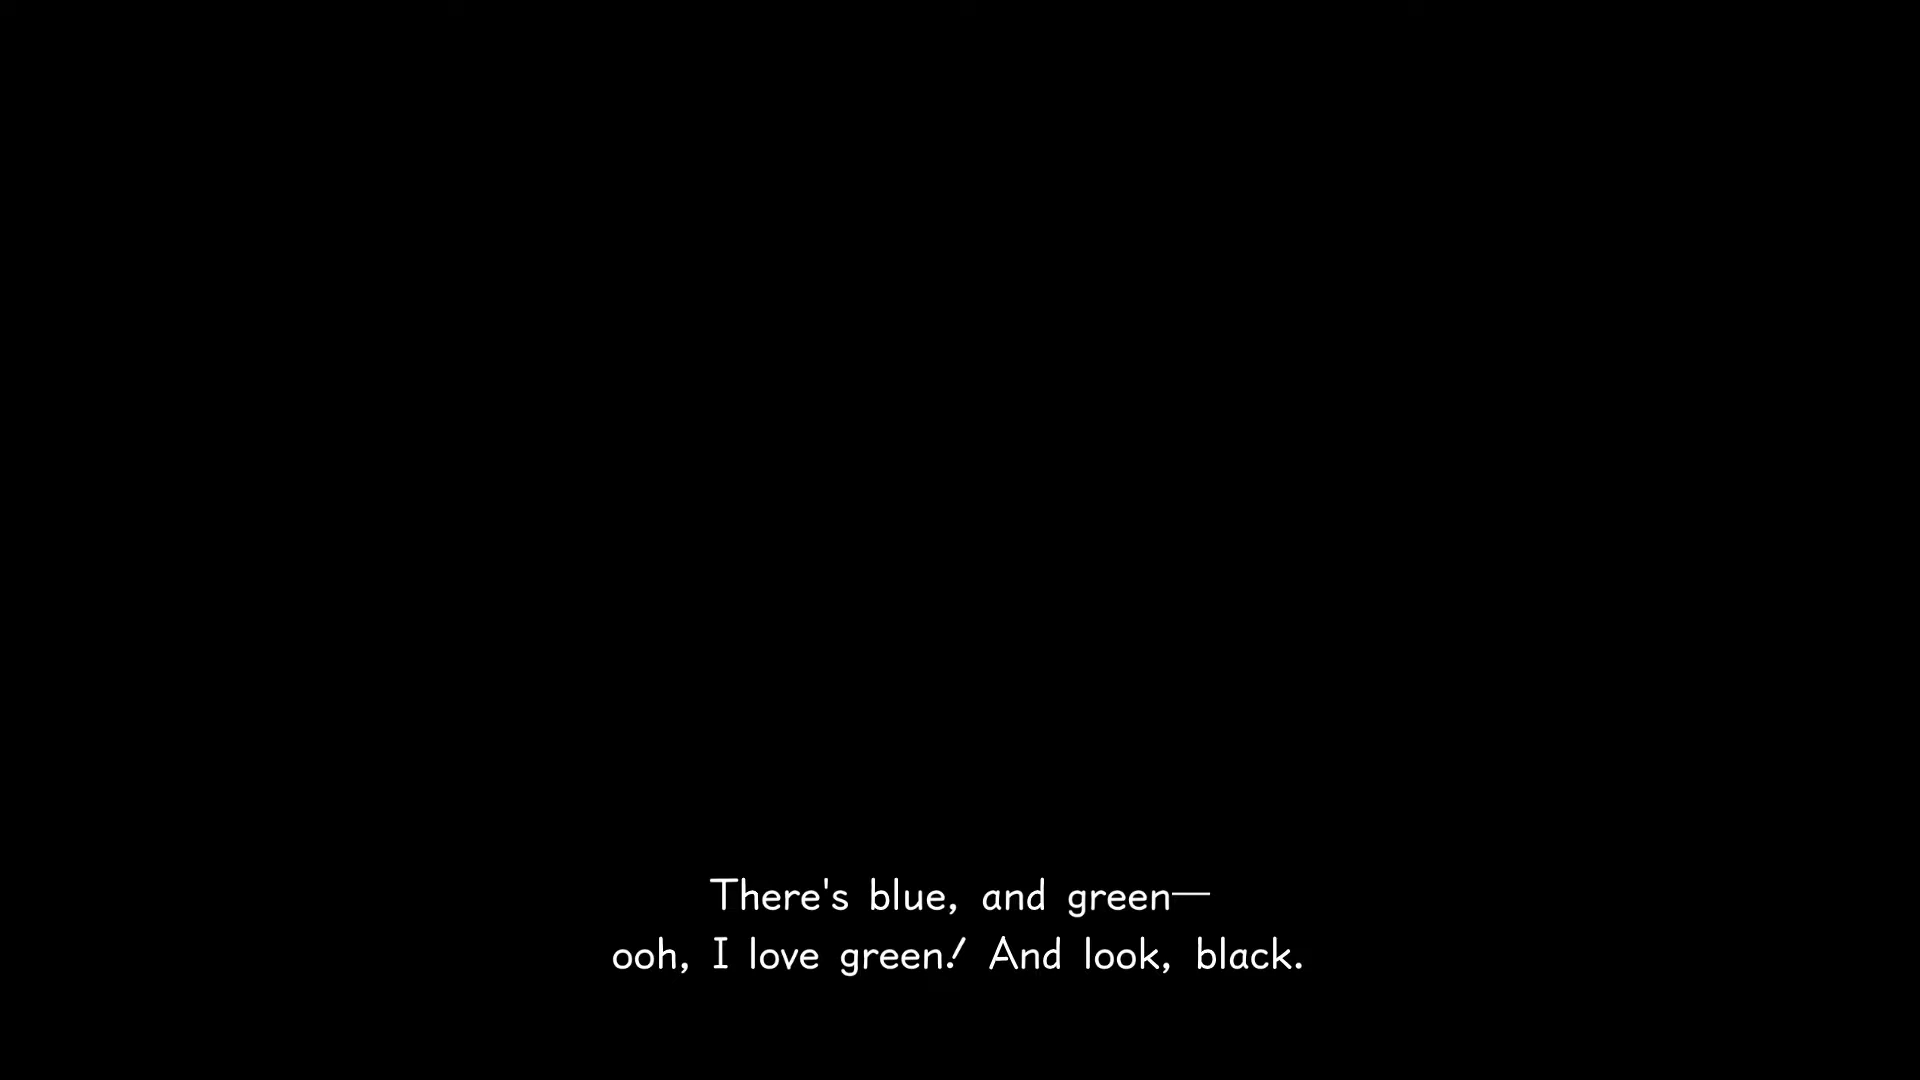 There's blue, and green—
ooh, I love green! And look, black.